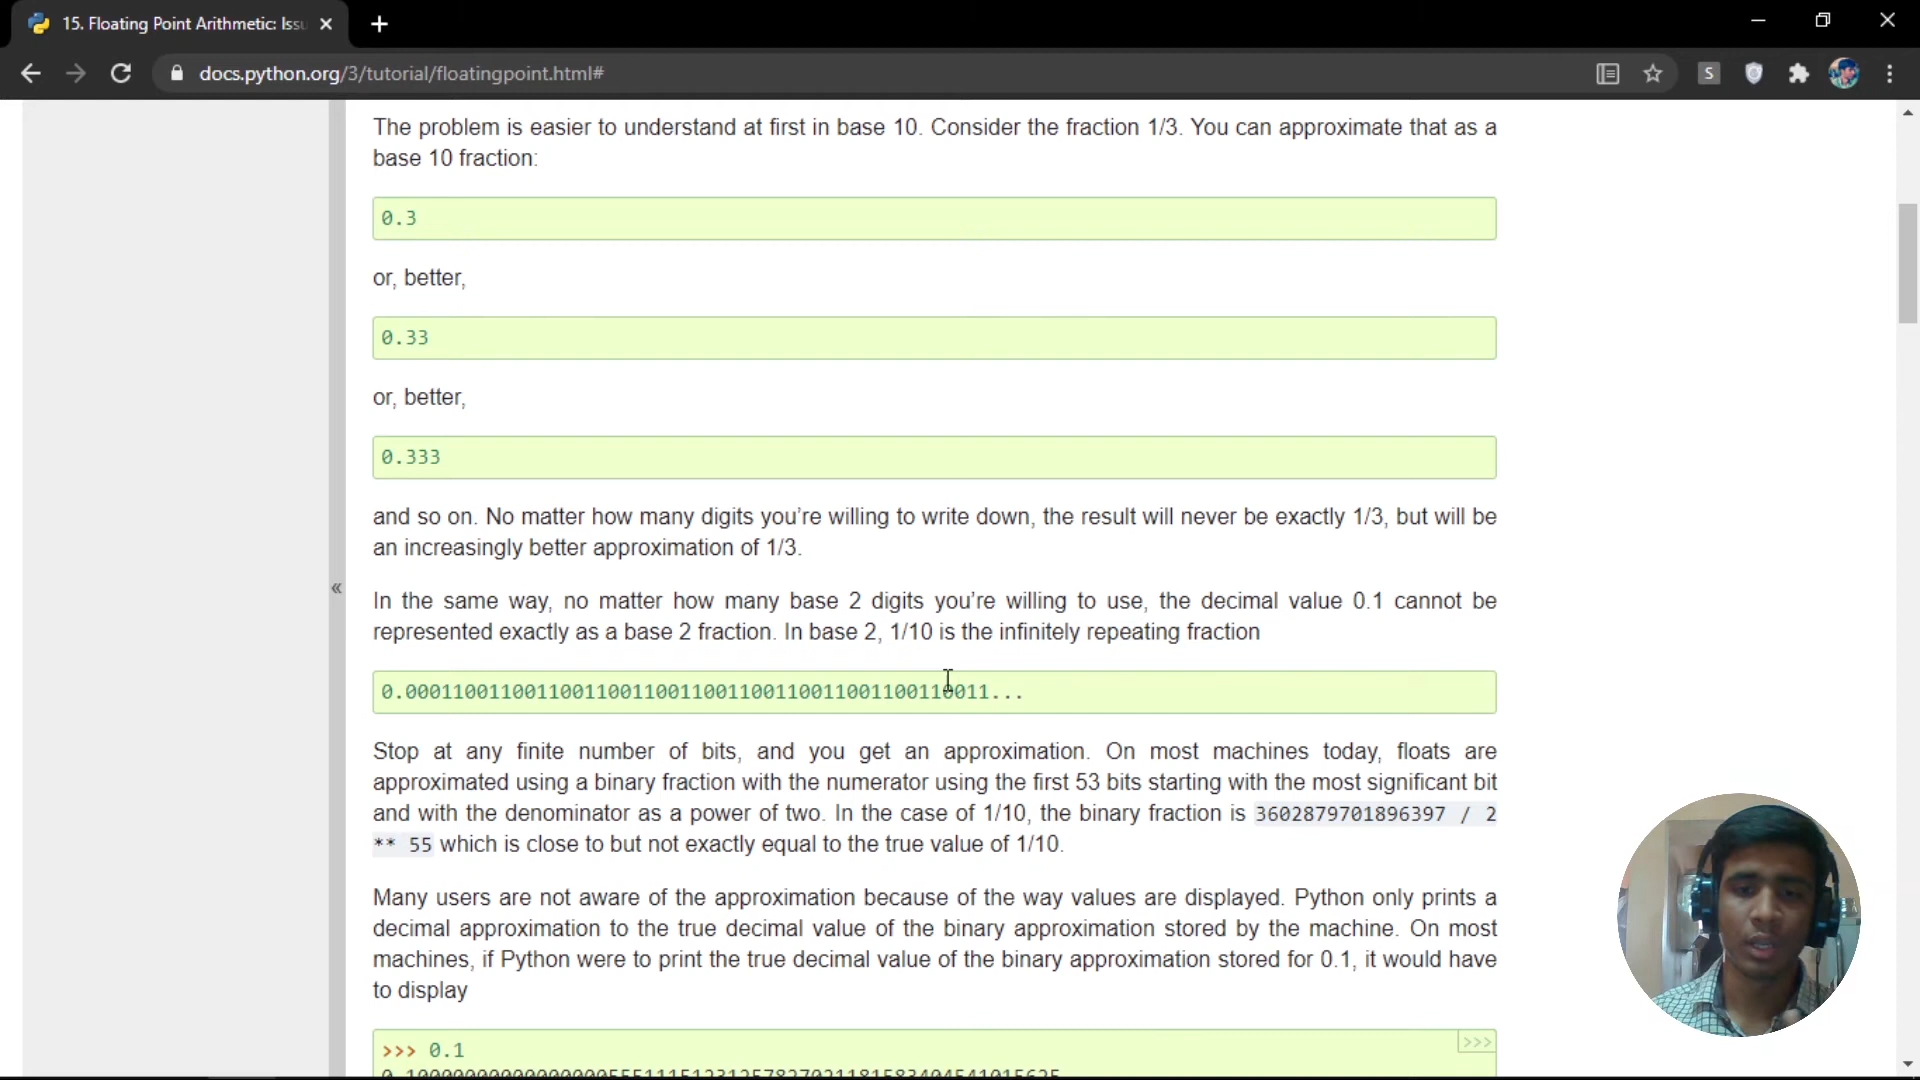 15. Floating Point Arithmetic: Issu
docs.python.org/3/tutorial/floatingpoint.html#
S
The problem is easier to understand at first in base 10. Consider the fraction 1/3. You can approximate that as a
base 10 fraction:
0.3
or, better,
0.33
or, better,
0.333
and so on. No matter how many digits you’re willing to write down, the result will never be exactly 1/3, but will be
an increasingly better approximation of 1/3.
«
In the same way, no matter how many base 2 digits you’re willing to use, the decimal value 0.1 cannot be
represented exactly as a base 2 fraction. In base 2, 1/10 is the infinitely repeating fraction
0.0001100110011001100110011001100110011001100110011...
Stop at any finite number of bits, and you get an approximation. On most machines today, floats are
approximated using a binary fraction with the numerator using the first 53 bits starting with the most significant bit
and with the denominator as a power of two. In the case of 1/10, the binary fraction is 3602879701896397 / 2
** 55 which is close to but not exactly equal to the true value of 1/10.
Many users are not aware of the approximation because of the way values are displayed. Python only prints a
decimal approximation to the true decimal value of the binary approximation stored by the machine. On most
machines, if Python were to print the true decimal value of the binary approximation stored for 0.1, it would have
to display
>>> 0.1
>>>
0.1000000000000000055511151231257827021181583404541015625